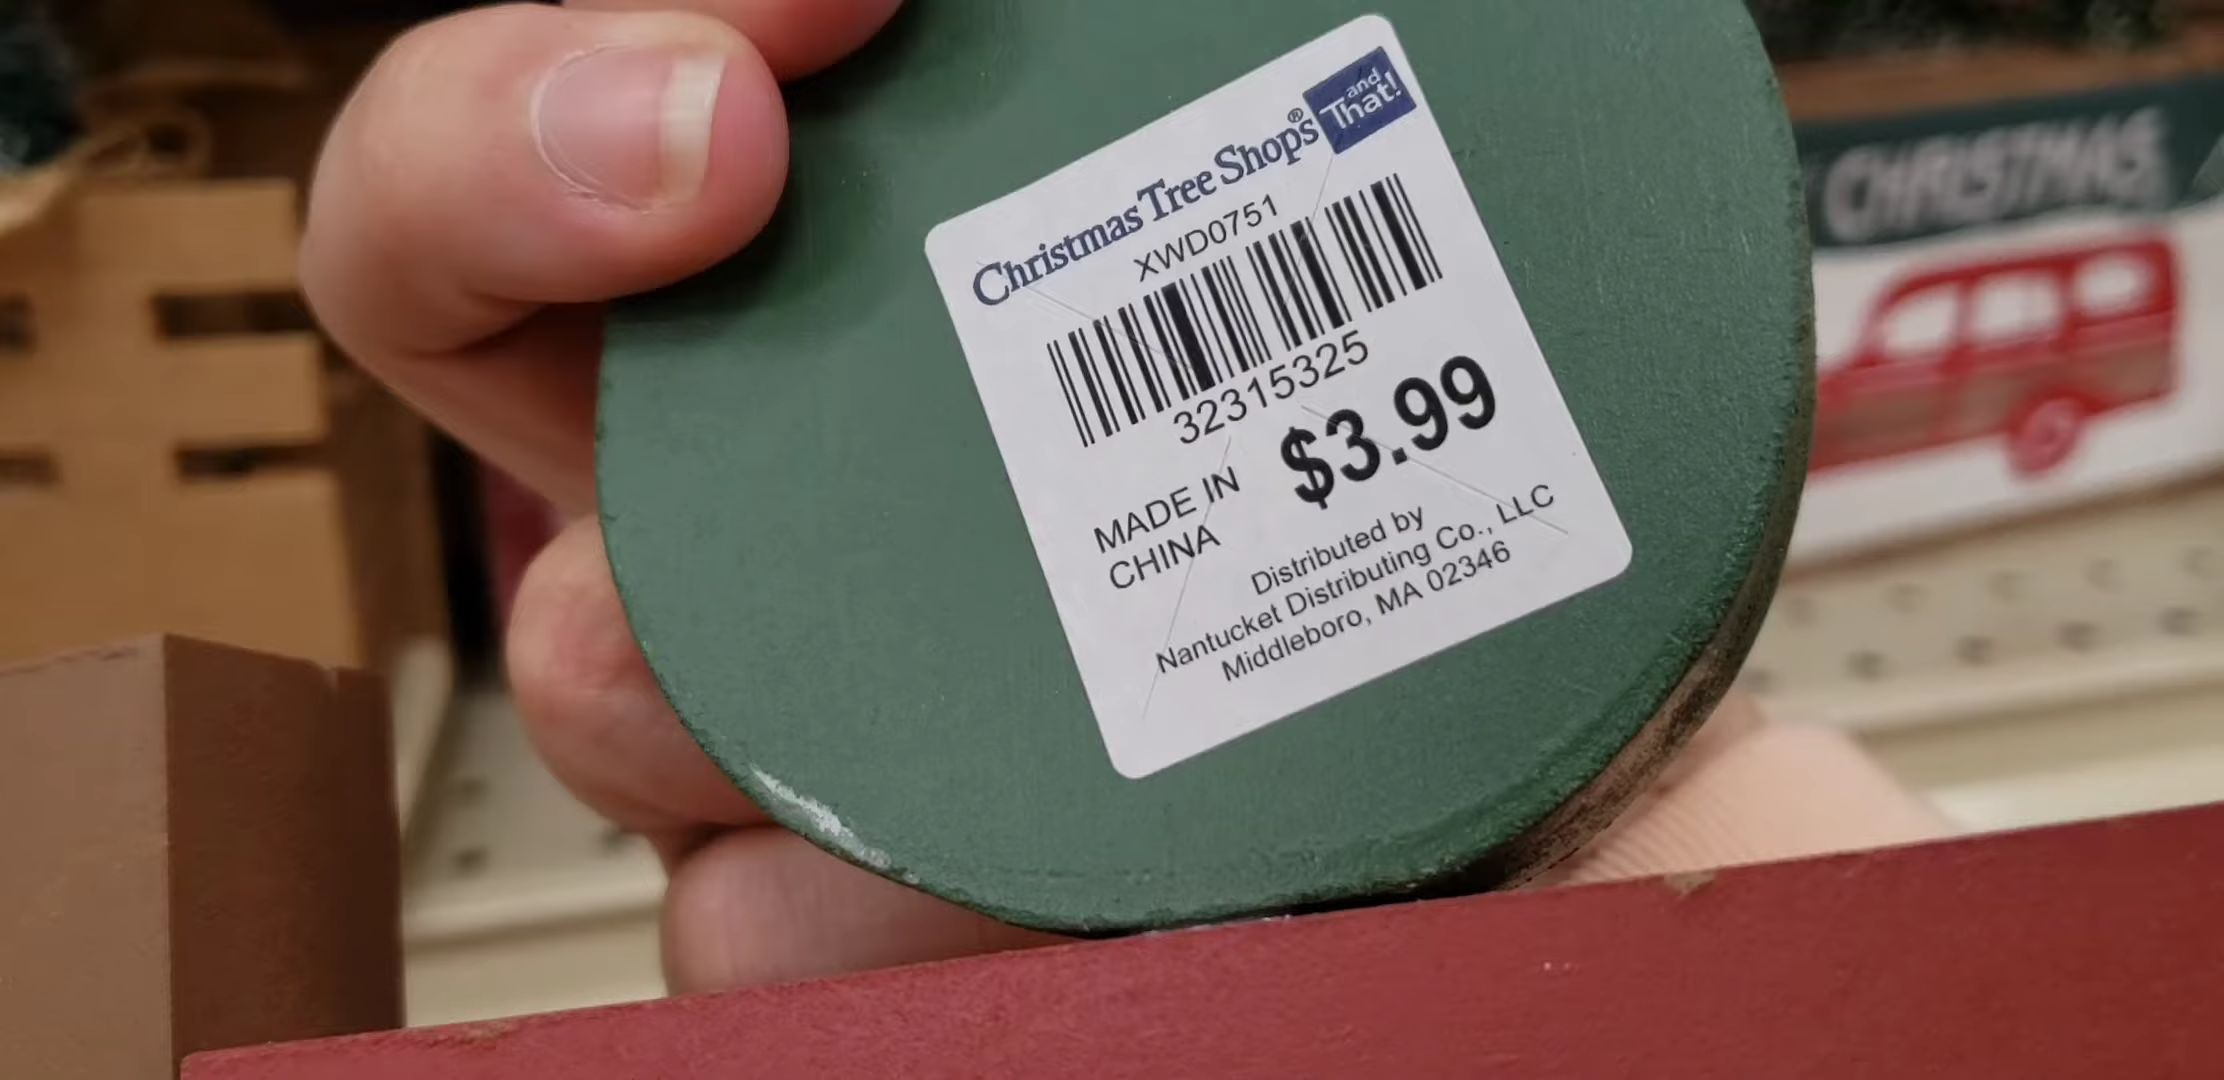 Christmas Tree Shops® and That!
XWD0751
32315325
$3.99
MADE IN
CHINA
Distributed by
Nantucket Distributing Co., LLC
Middleboro, MA 02346
CHRISTMAS